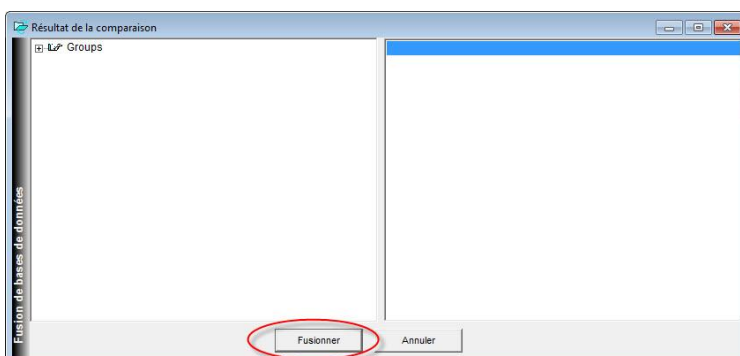 Résultat de la comparaison
Groups
Fusion de bases de données
Fusionner
Annuler